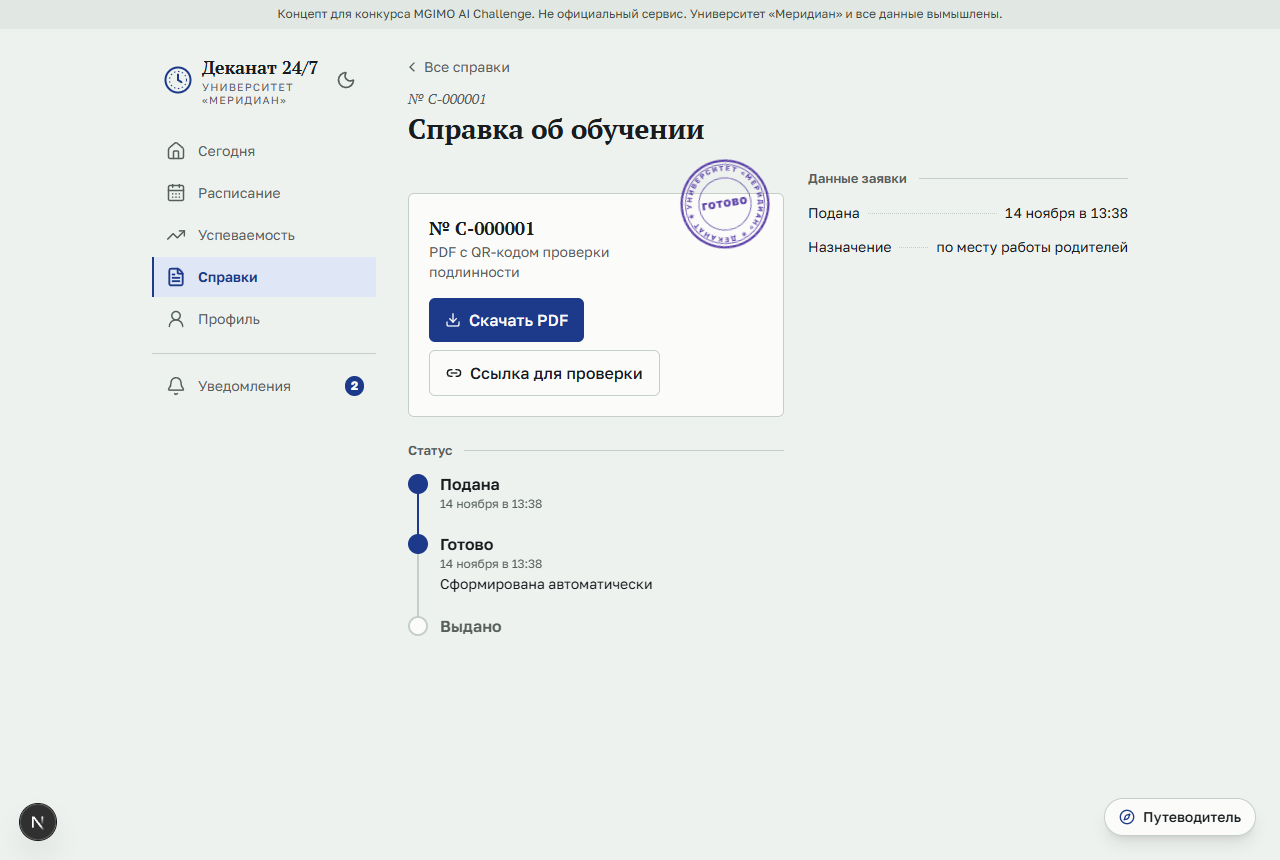 Концепт для конкурса MGIMO AI Challenge. Не официальный сервис. Университет «Меридиан» и все данные вымышлены.
Деканат 24/7
УНИВЕРСИТЕТ
«МЕРИДИАН»
Сегодня
Расписание
Успеваемость
Справки
Профиль
Уведомления
2
Все справки
№ С-000001
Справка об обучении
УНИВЕРСИТЕТ «МЕРИДИАН» ★ ДЕКАНАТ ★
ГОТОВО
№ С-000001
PDF с QR-кодом проверки
подлинности
Скачать PDF
Ссылка для проверки
Статус
Подана
14 ноября в 13:38
Готово
14 ноября в 13:38
Сформирована автоматически
Выдано
Данные заявки
Подана 14 ноября в 13:38
Назначение по месту работы родителей
N
Путеводитель